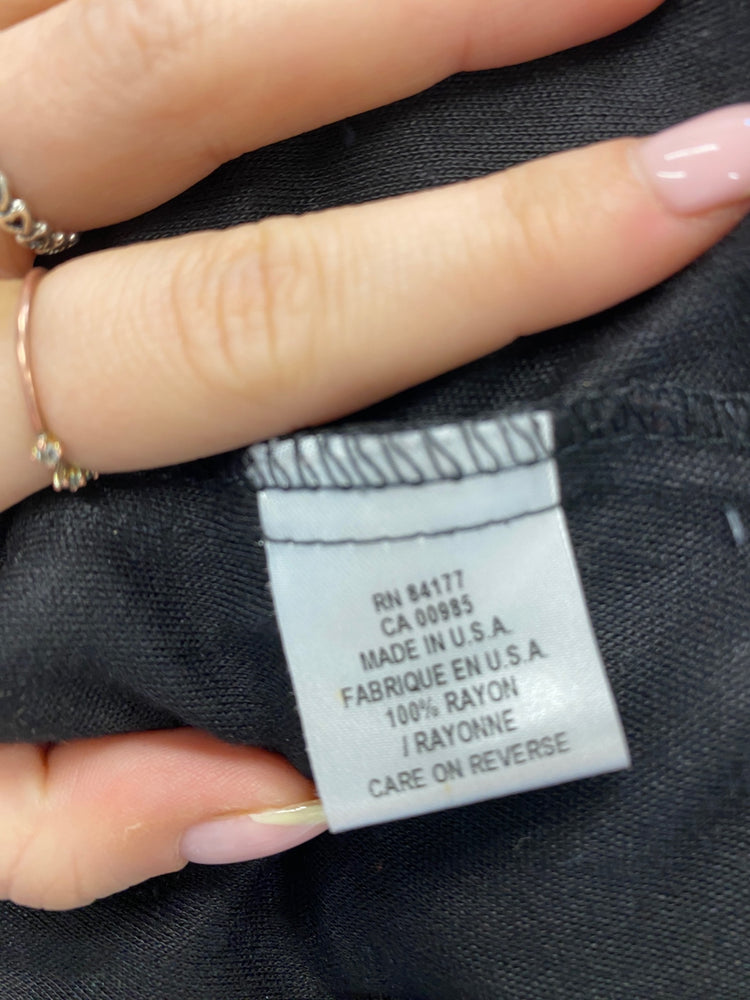 RN 84177
CA 00985
MADE IN U.S.A.
FABRIQUE EN U.S.A.
100% RAYON
/ RAYONNE
CARE ON REVERSE